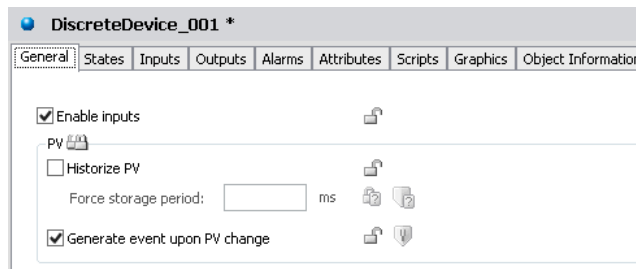 DiscreteDevice_001 *
General States Inputs Outputs Alarms Attributes Scripts Graphics Object Information
Enable inputs
PV
Historize PV
Force storage period: ms
Generate event upon PV change